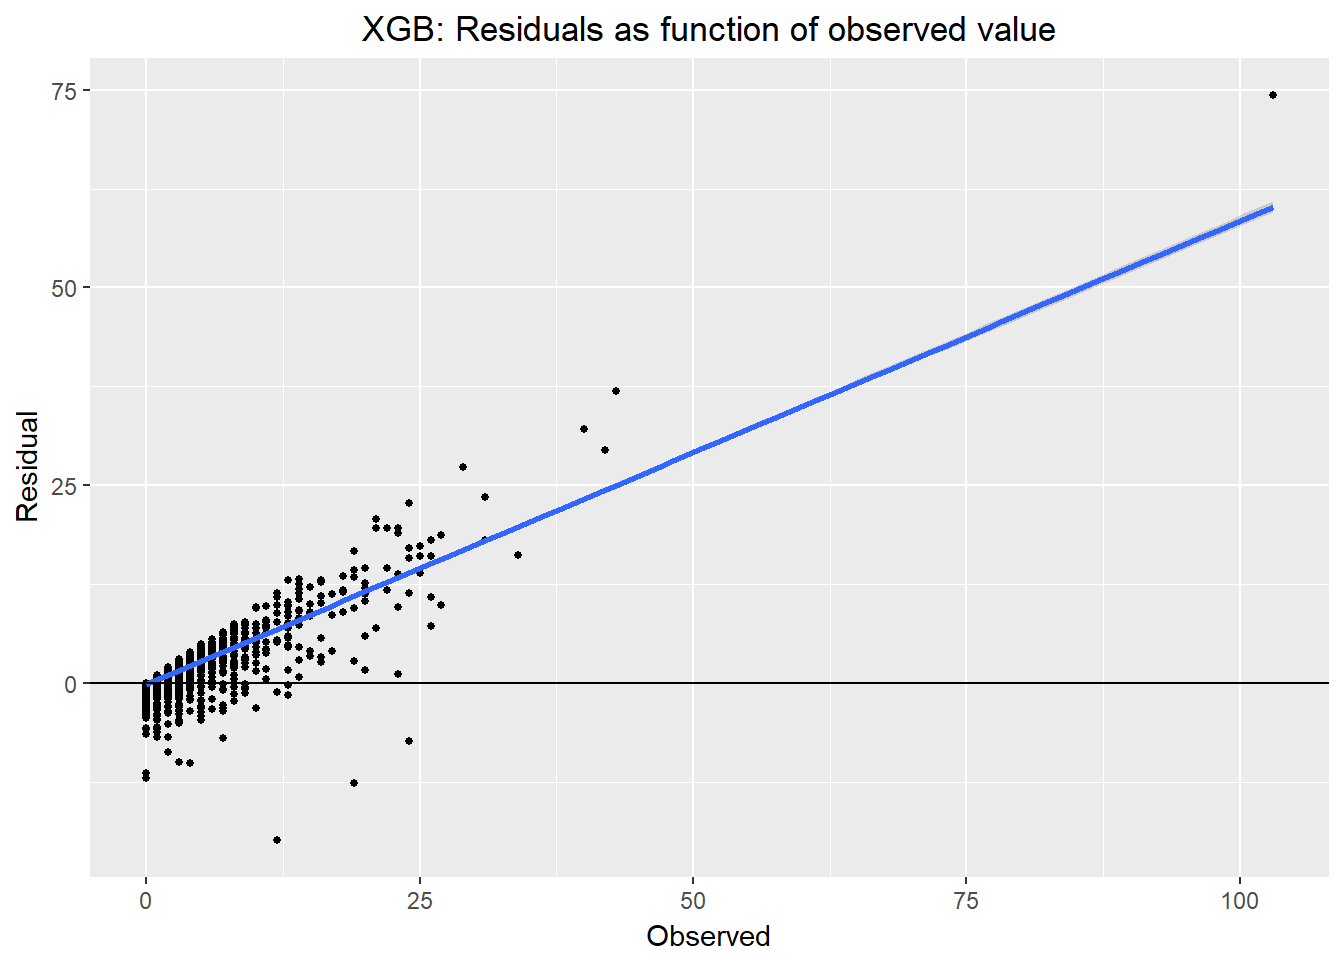 XGB: Residuals as function of observed value
75
50
25
0
Residual
0 25 50 75 100
Observed